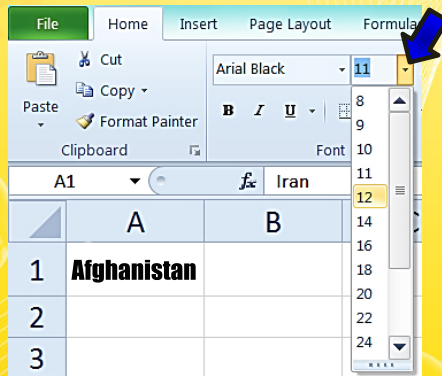 File Home Insert Page Layout Formula
Cut
Arial Black 11
Copy
Paste
B I U
Format Painter
Clipboard Font
8
9
10
11
12
14
16
18
20
22
24
A1 fx Iran
A B C
1 Afghanistan
2
3